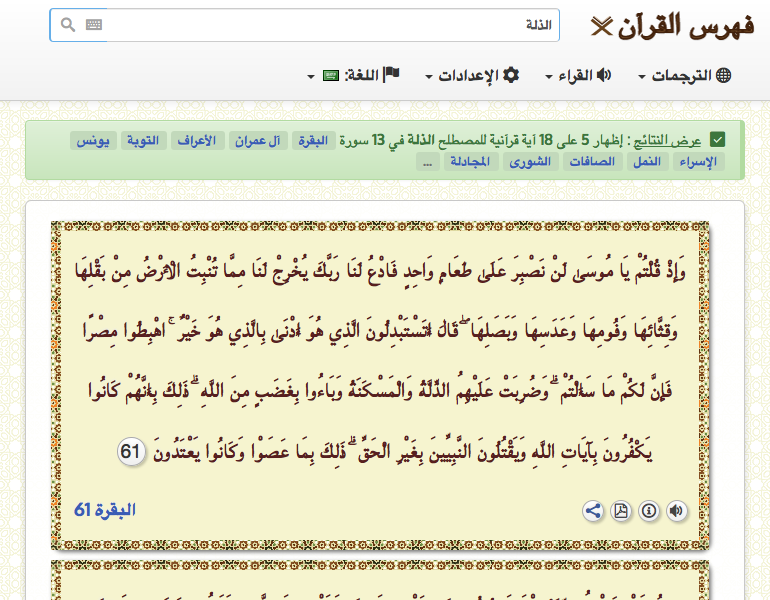 فهرس القرآن
الذلة
الترجمات
القراء
الإعدادات
اللغة:
عرض النتائج : إظهار 5 على 18 آية قرآنية للمصطلح الذلة في 13 سورة البقرة آل عمران الأعراف التوبة يونس
الإسراء النمل الصافات الشورى المجادلة ...
وَإِذْ قُلْتُمْ يَا مُوسَىٰ لَنْ نَصْبِرَ عَلَىٰ طَعَامٍ وَاحِدٍ فَادْعُ لَنَا رَبَّكَ يُخْرِجْ لَنَا مِمَّا تُنْبِتُ الْأَرْضُ مِنْ بَقْلِهَا
وَقِثَّائِهَا وَفُومِهَا وَعَدَسِهَا وَبَصَلِهَا ۖ قَالَ أَتَسْتَبْدِلُونَ الَّذِي هُوَ أَدْنَىٰ بِالَّذِي هُوَ خَيْرٌ ۚ اهْبِطُوا مِصْرًا
فَإِنَّ لَكُمْ مَا سَأَلْتُمْ ۗ وَضُرِبَتْ عَلَيْهِمُ الذِّلَّةُ وَالْمَسْكَنَةُ وَبَاءُوا بِغَضَبٍ مِنَ اللَّهِ ۗ ذَٰلِكَ بِأَنَّهُمْ كَانُوا
يَكْفُرُونَ بِآيَاتِ اللَّهِ وَيَقْتُلُونَ النَّبِيِّينَ بِغَيْرِ الْحَقِّ ۗ ذَٰلِكَ بِمَا عَصَوْا وَكَانُوا يَعْتَدُونَ 61
البقرة 61